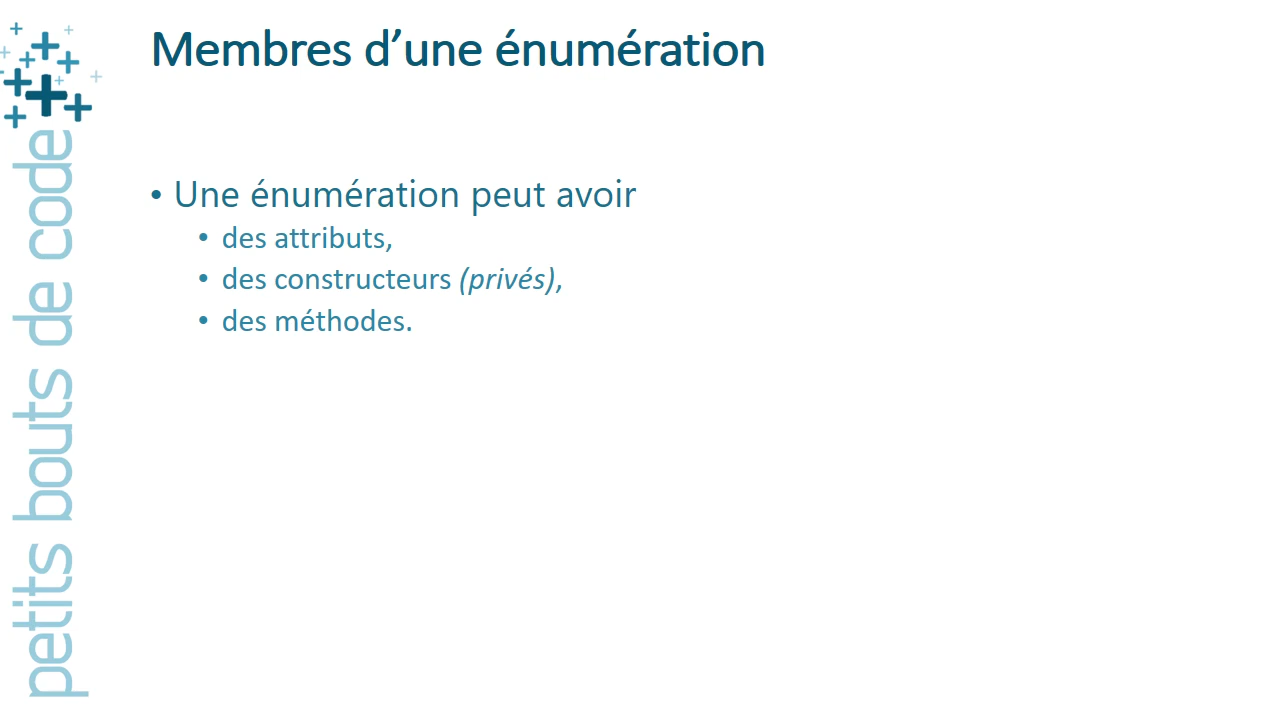 Membres d’une énumération
• Une énumération peut avoir
• des attributs,
• des constructeurs (privés),
• des méthodes.
petits bouts de code